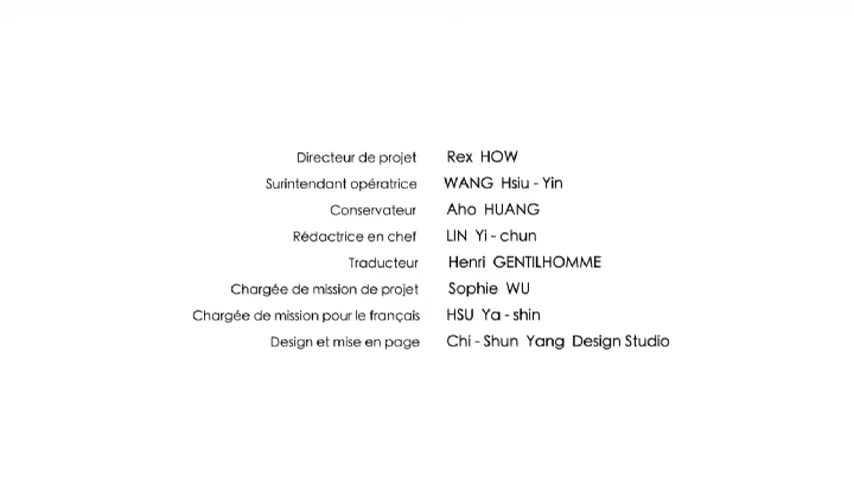 Directeur de projet Rex HOW
Surintendant opératrice WANG Hsiu - Yin
Conservateur Aho HUANG
Rédactrice en chef LIN Yi - chun
Traducteur Henri GENTILHOMME
Chargée de mission de projet Sophie WU
Chargée de mission pour le français HSU Ya - shin
Design et mise en page Chi - Shun Yang Design Studio